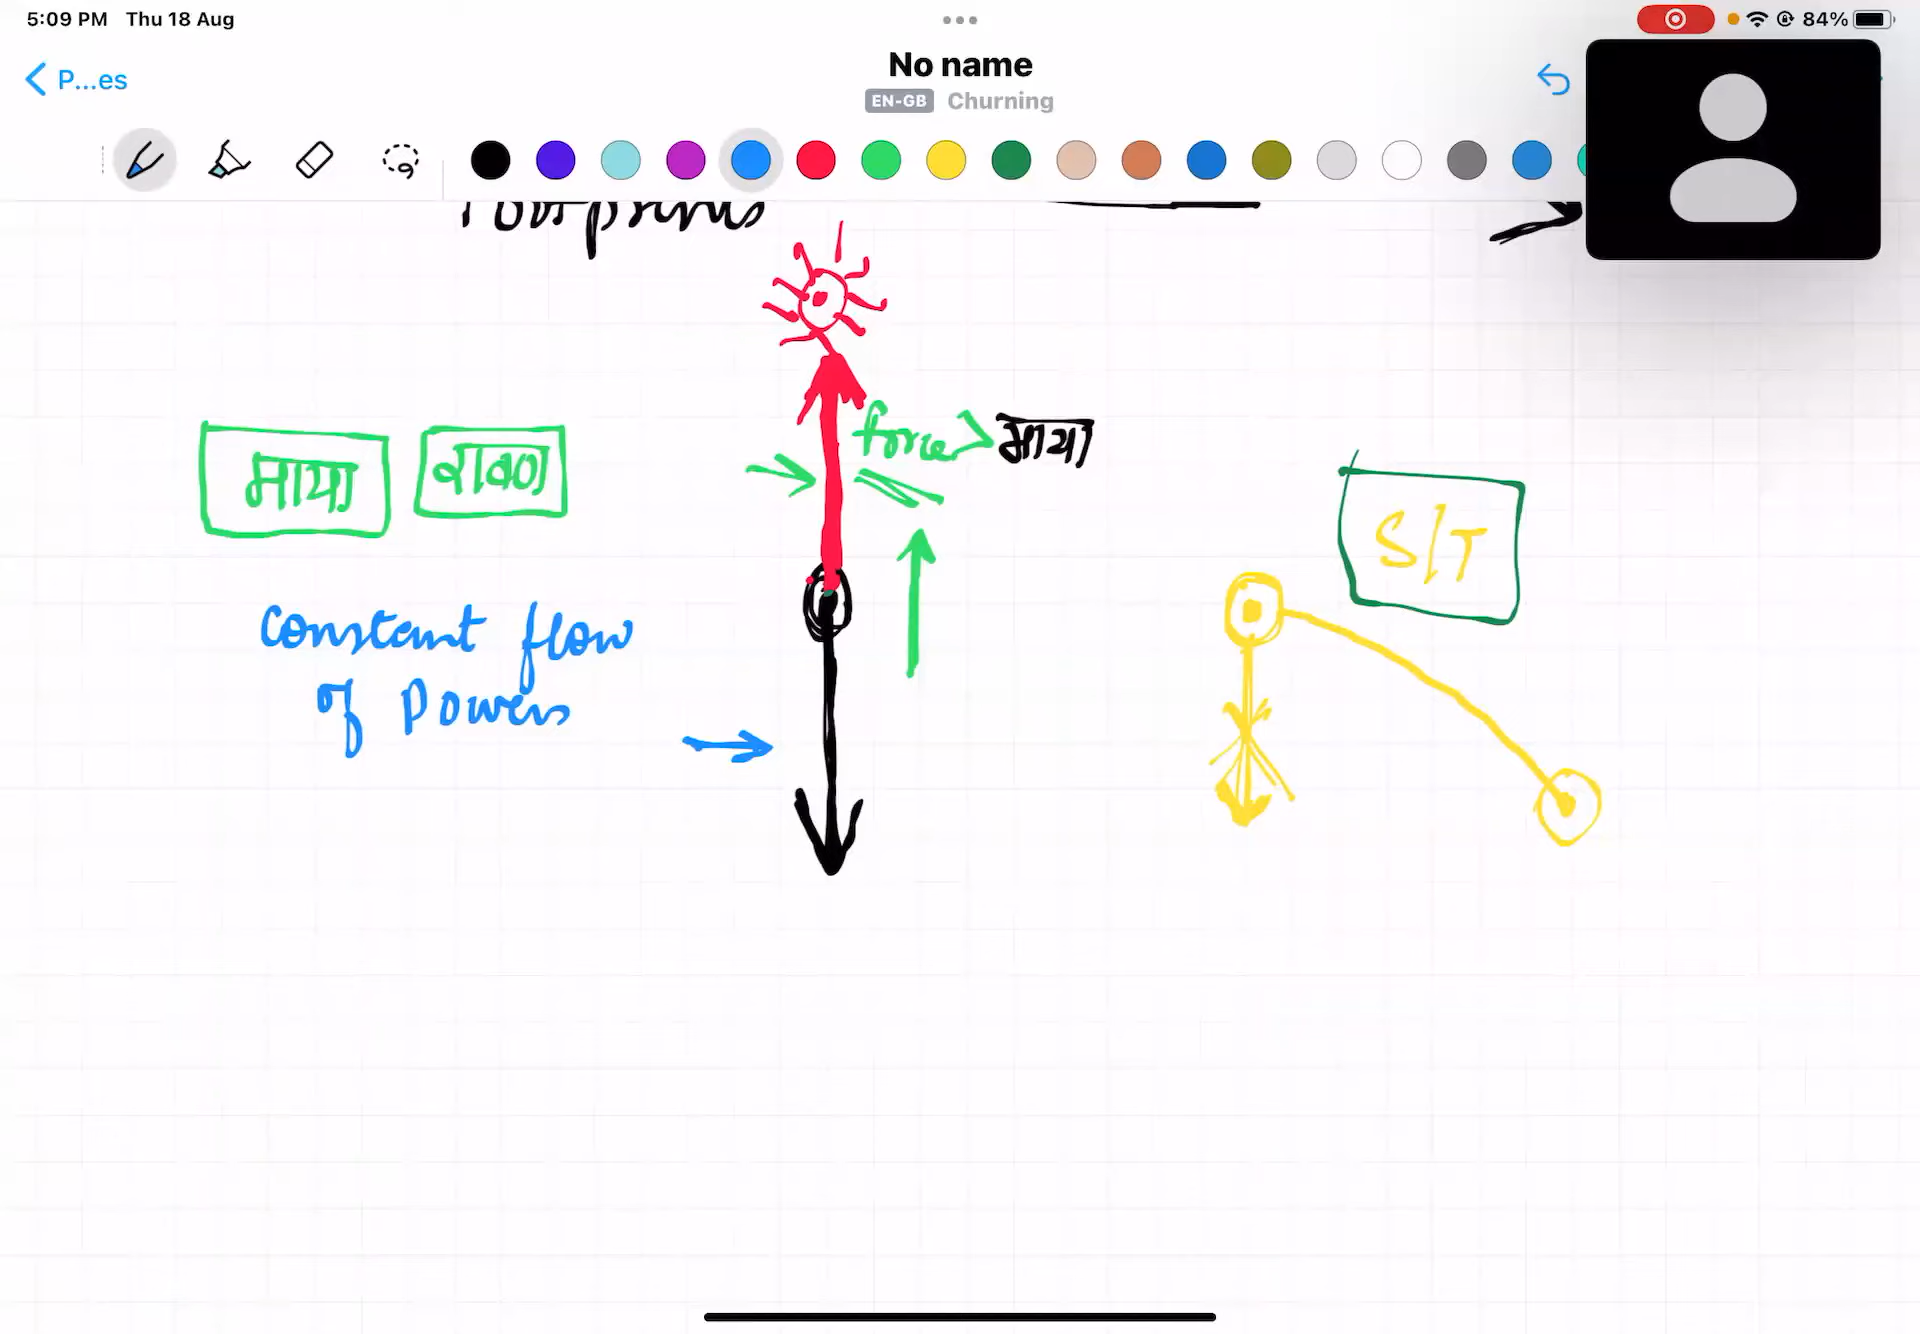 5:09 PM Thu 18 Aug
84%
P...es
No name
EN-GB Churning
Footprints
force > माया
माया रावण
S/T
Constant flow
of Powers